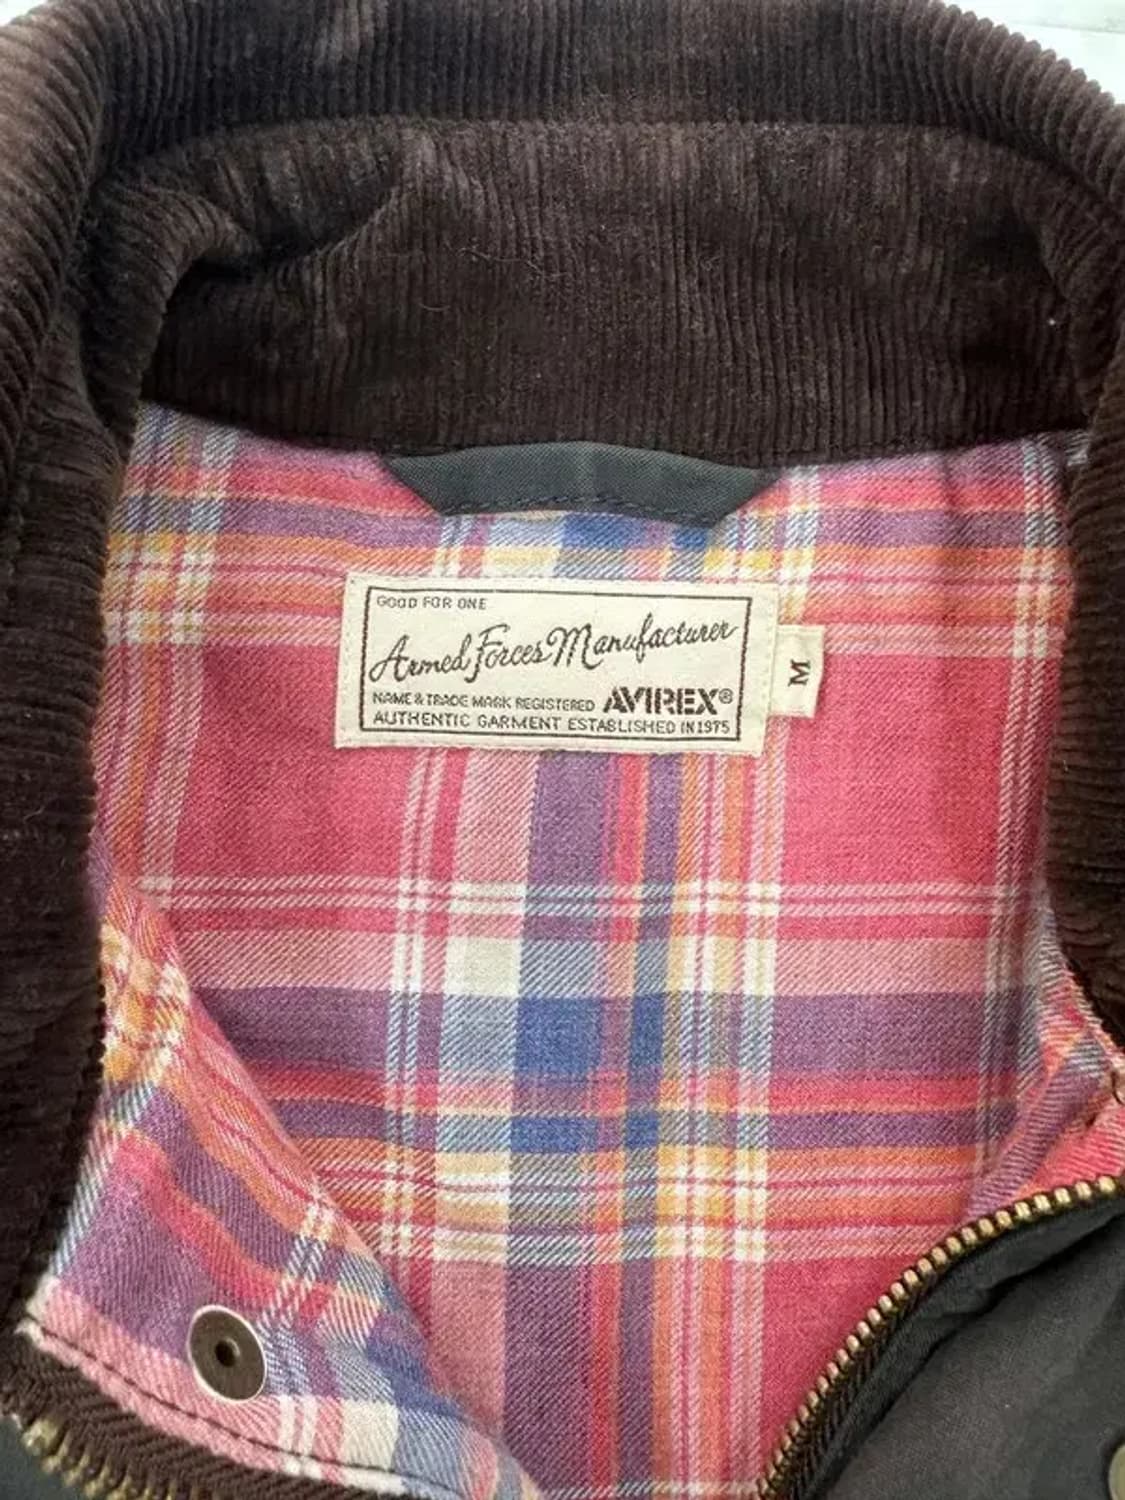 GOOD FOR ONE
Armed Forces Manufacturer
NAME & TRADE MARK REGISTERED AVIREX®
AUTHENTIC GARMENT ESTABLISHED IN 1975
M